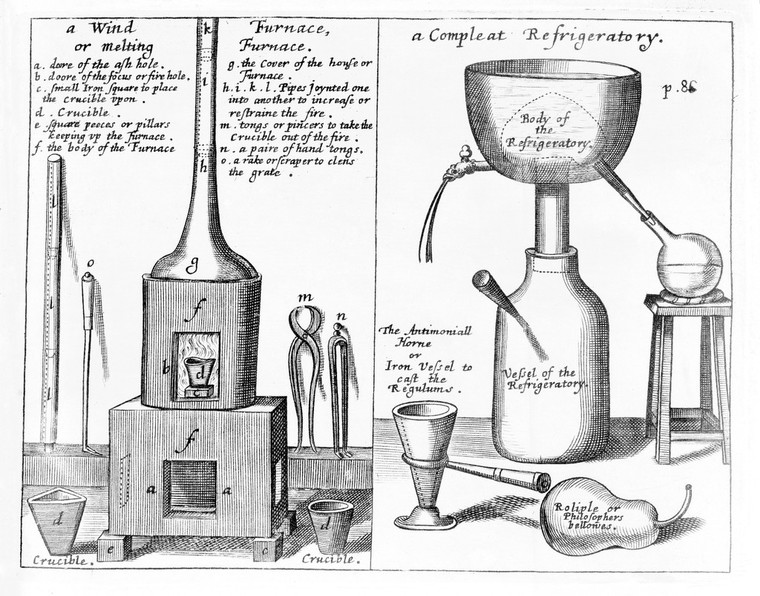 a Wind Furnace,
or melting Furnace.
a. dore of the ash hole.
b. doore of the focus or fire hole.
c. small Iron square to place
the crucible vpon.
d. Crucible.
e square peeces or pillars
keeping vp the furnace.
f. the body of the Furnace
g. the Cover of the house or
Furnace.
h. i. k. l. Pipes joynted one
into another to increase or
restraine the fire.
m. tongs or pincers to take the
Crucible out of the fire.
n. a paire of hand tongs.
o. a rake or scraper to clens
the grate.
k
i
h
g
l
l
l
o
f
b
d
c
m
n
f
a
a
d
Crucible.
e
d
Crucible.
a Compleat Refrigeratory.
p. 86
Body of
the
Refrigeratory.
The Antimoniall
Horne
or
Iron Vessel to
cast the
Regulums.
Vessel of the
Refrigeratory.
Roliple or
Philosophers
bellowes.